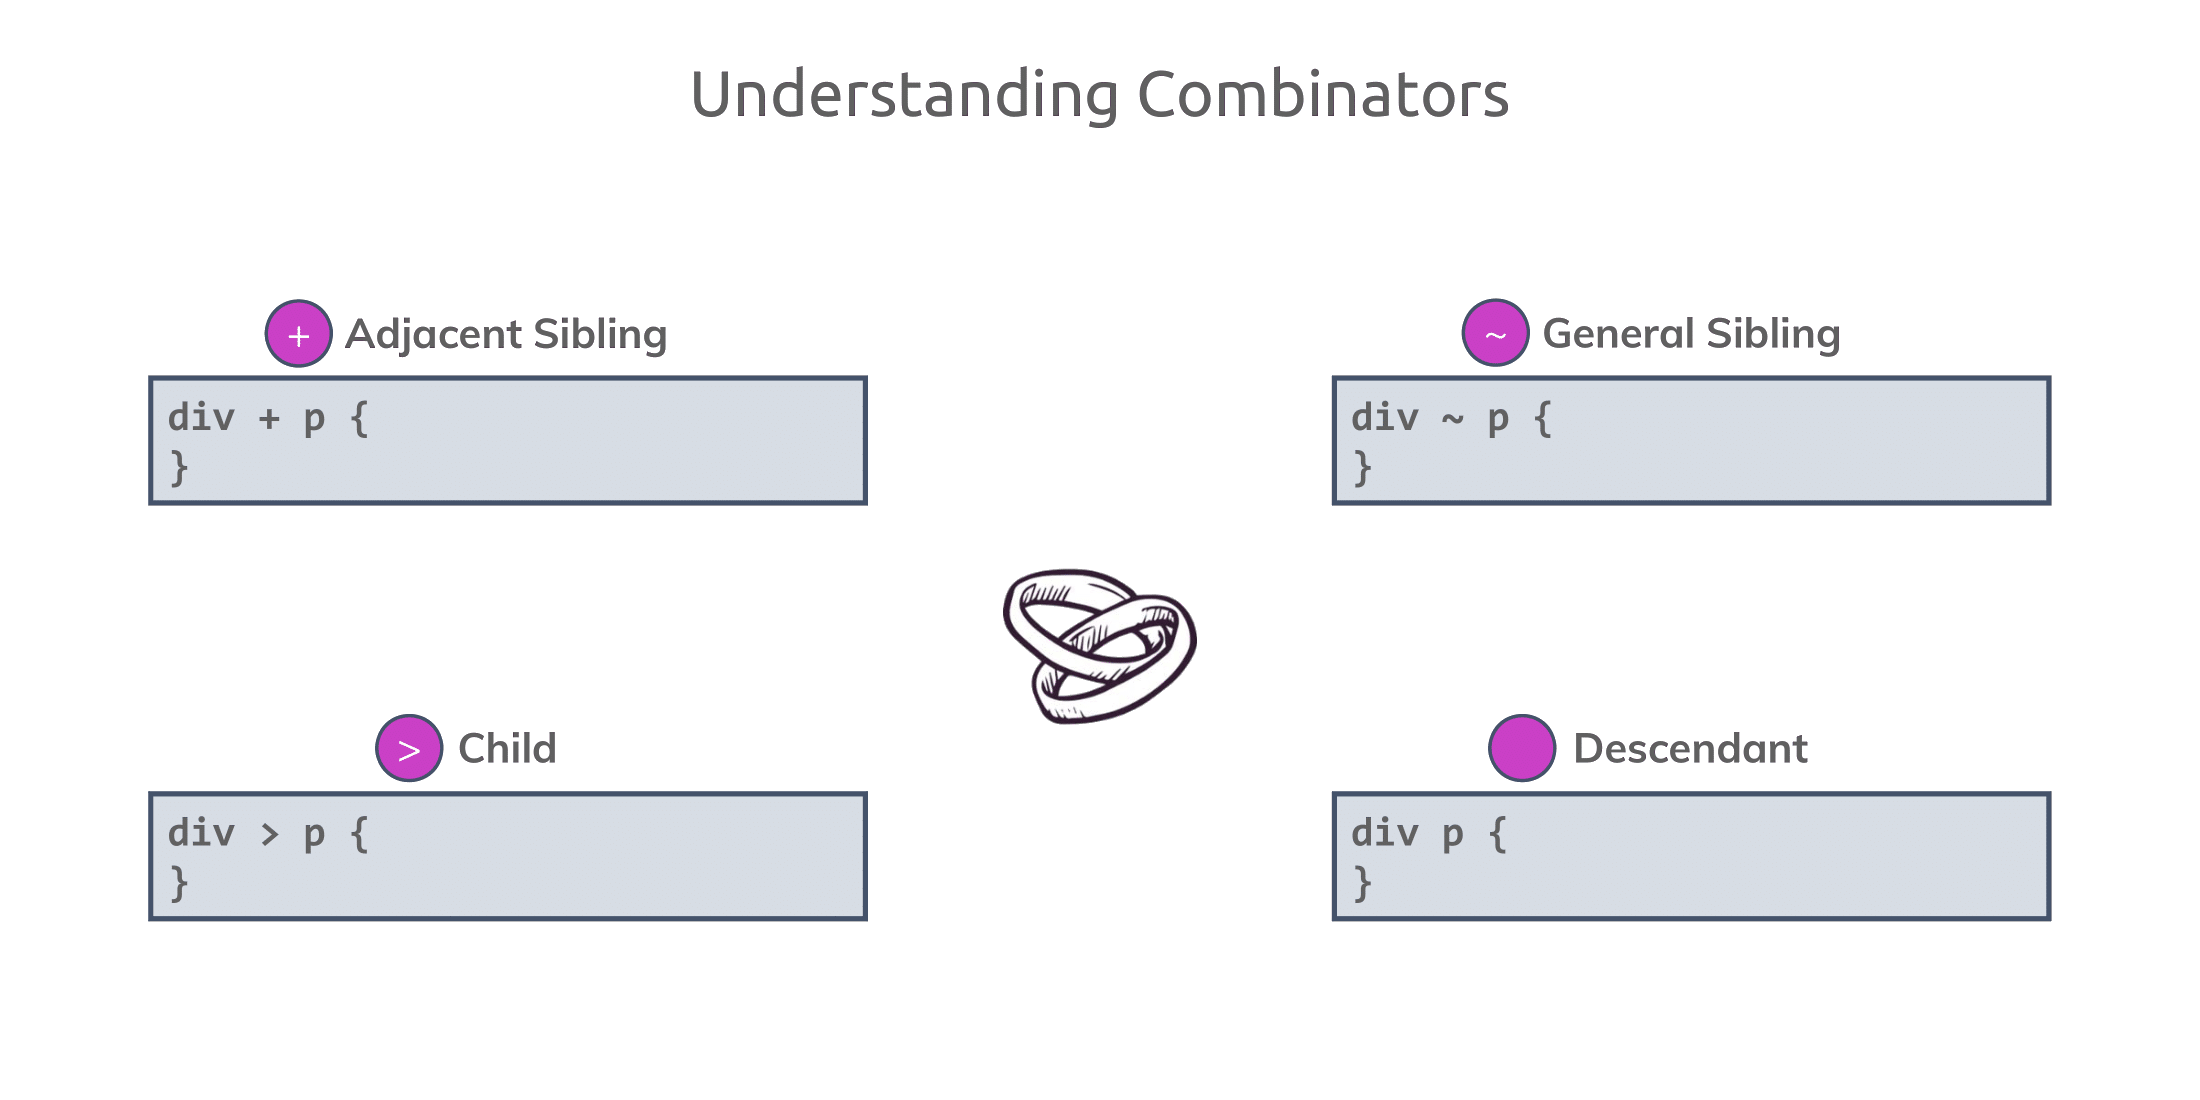 Understanding Combinators
+ Adjacent Sibling
div + p {
}
~ General Sibling
div ~ p {
}
> Child
div > p {
}
Descendant
div p {
}